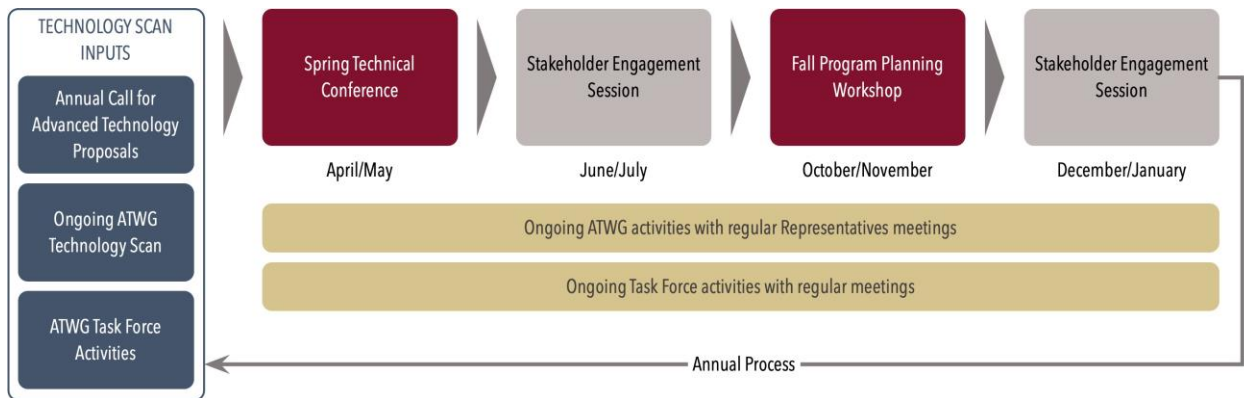 TECHNOLOGY SCAN
INPUTS
Annual Call for
Advanced Technology
Proposals
Ongoing ATWG
Technology Scan
ATWG Task Force
Activities
Spring Technical
Conference
April/May
Stakeholder Engagement
Session
June/July
Fall Program Planning
Workshop
October/November
Stakeholder Engagement
Session
December/January
Ongoing ATWG activities with regular Representatives meetings
Ongoing Task Force activities with regular meetings
Annual Process